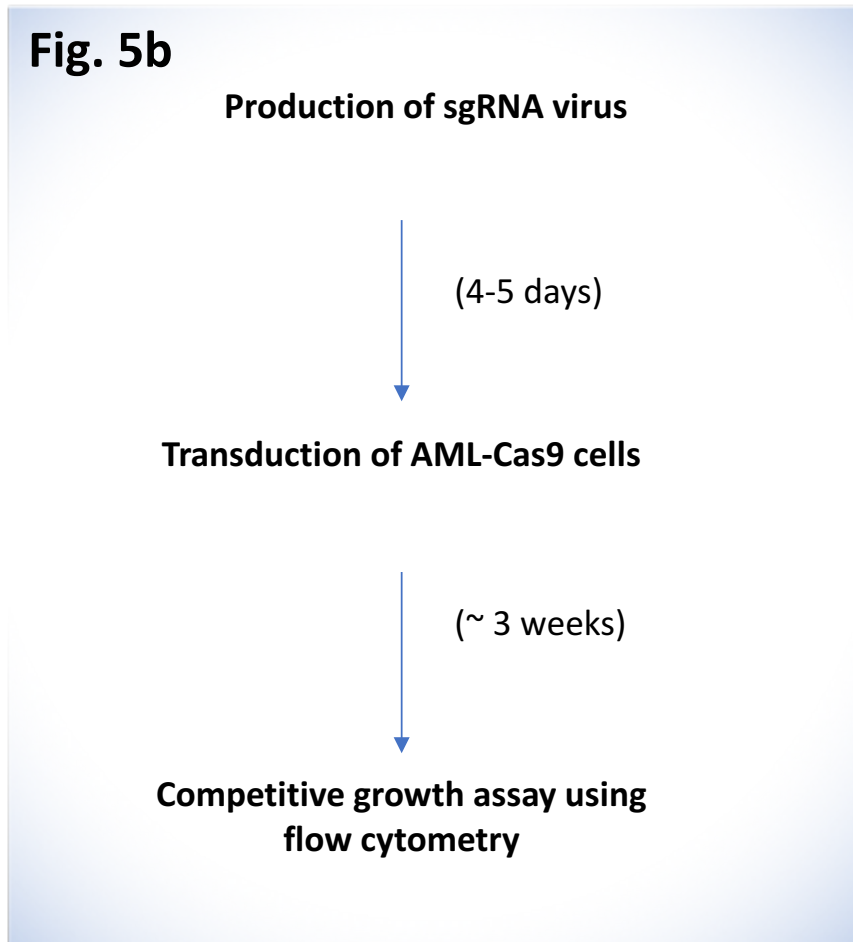 Fig. 5b
Production of sgRNA virus
(4-5 days)
Transduction of AML-Cas9 cells
(~ 3 weeks)
Competitive growth assay using
flow cytometry